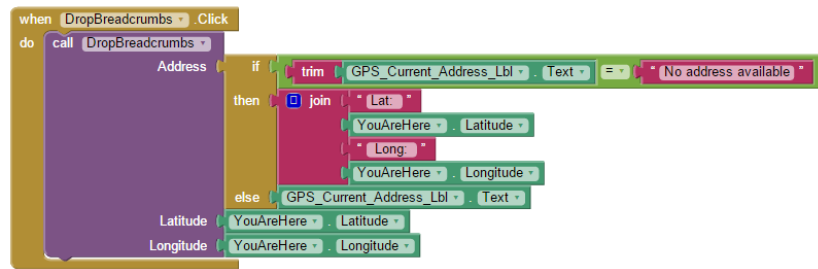 when DropBreadcrumbs .Click
do call DropBreadcrumbs
Address if trim GPS_Current_Address_Lbl . Text = " No address available "
then join " Lat: "
YouAreHere . Latitude
" Long: "
YouAreHere . Longitude
else GPS_Current_Address_Lbl . Text
Latitude YouAreHere . Latitude
Longitude YouAreHere . Longitude